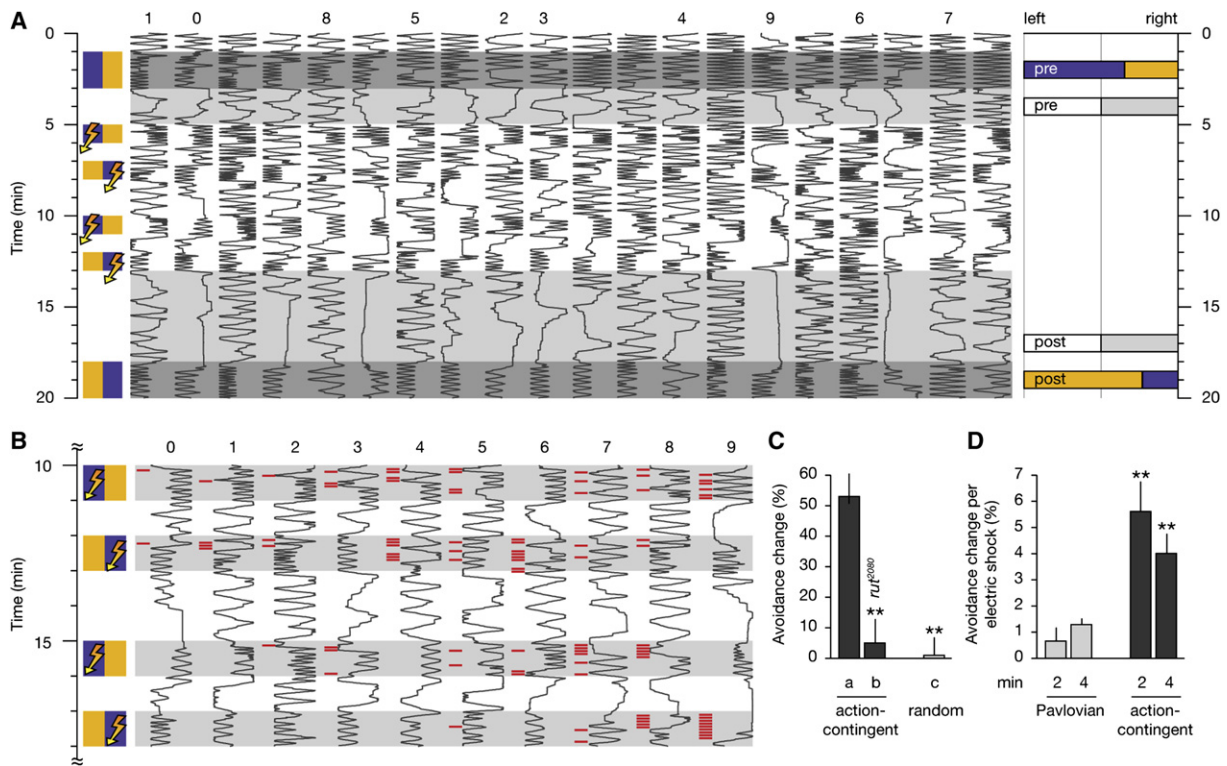 A
1 0 8 5 2 3 4 9 6 7
left right
0
5
10
15
20
Time (min)
pre
pre
post
post
0
5
10
15
20
B
0 1 2 3 4 5 6 7 8 9
≈
10
15
≈
Time (min)
C
60
50
40
30
20
10
0
Avoidance change (%)
rut²⁰⁸⁰
**
**
a b c
action-
contingent
random
D
7
6
5
4
3
2
1
0
Avoidance change per
electric shock (%)
**
**
min 2 4 2 4
Pavlovian
action-
contingent